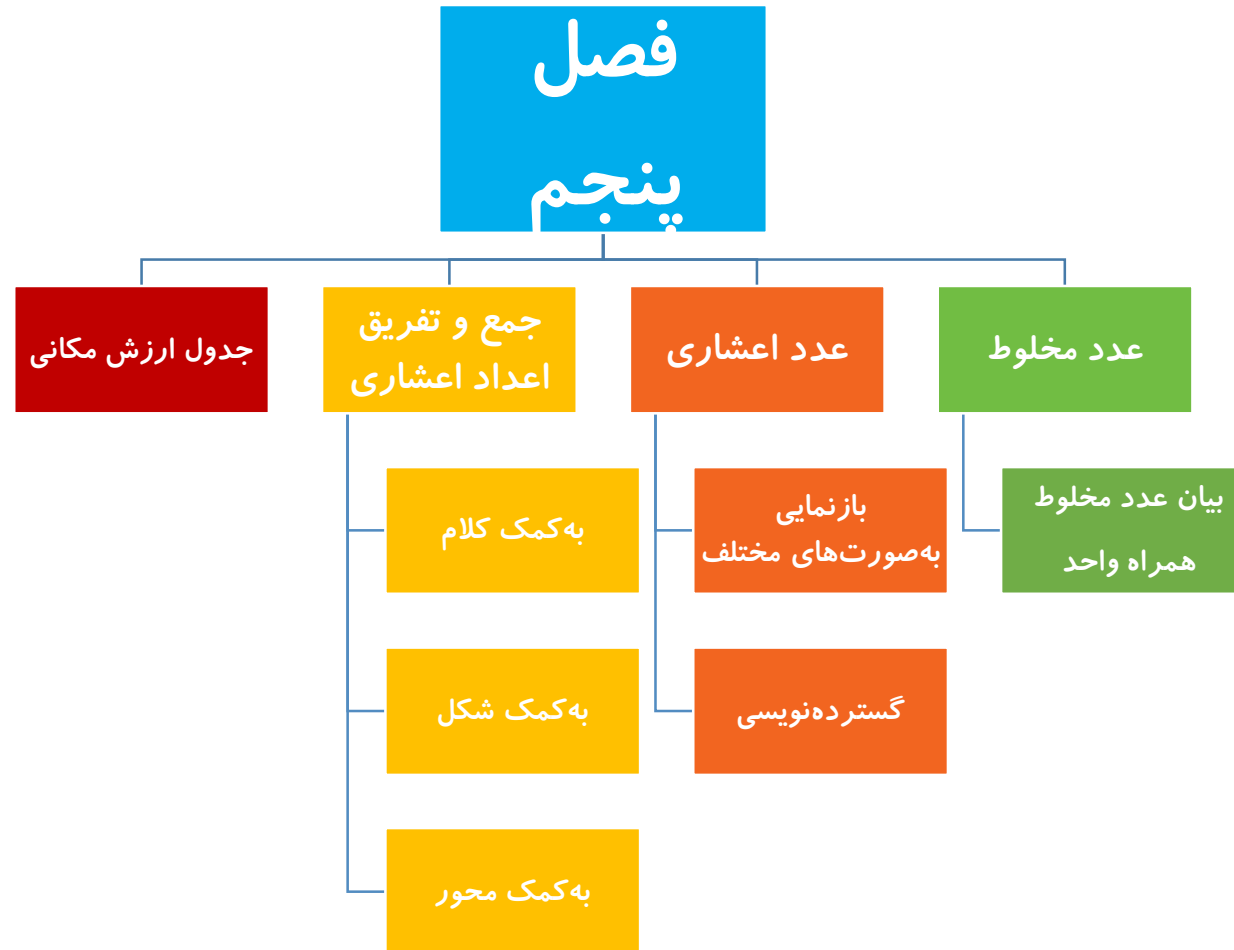 فصل
پنجم
عدد مخلوط
عدد اعشاری
جمع و تفریق
اعداد اعشاری
جدول ارزش مکانی
بیان عدد مخلوط
همراه واحد
بازنمایی
به‌صورت‌های مختلف
گسترده‌نویسی
به‌کمک کلام
به‌کمک شکل
به‌کمک محور